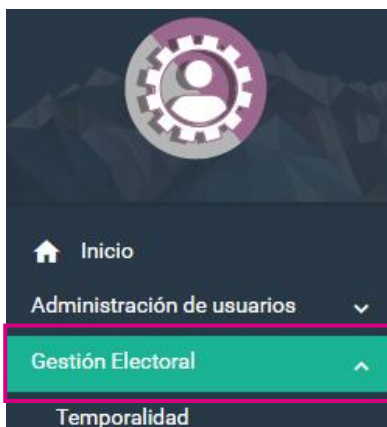 Inicio
Administración de usuarios
Gestión Electoral
Temporalidad